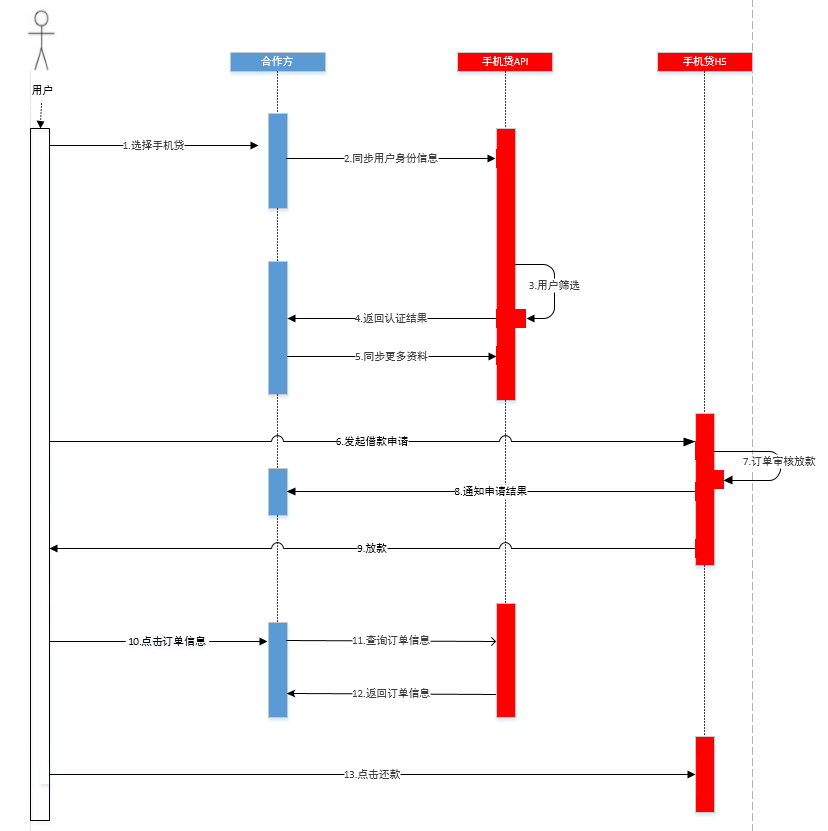 合作方
手机贷API
手机贷H5
用户
1.选择手机贷
2.同步用户身份信息
3.用户筛选
4.返回认证结果
5.同步更多资料
6.发起借款申请
7.订单审核放款
8.通知申请结果
9.放款
10.点击订单信息
11.查询订单信息
12.返回订单信息
13.点击还款